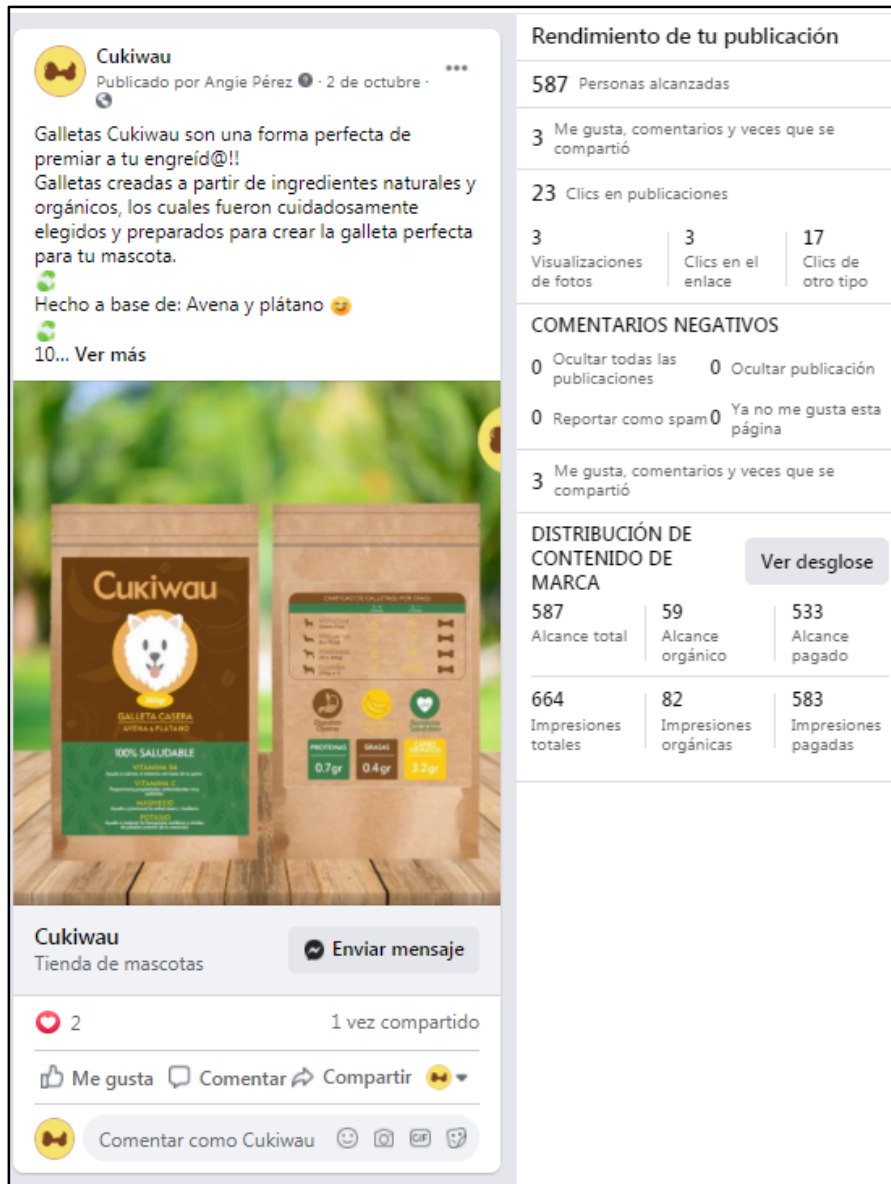 Cukiwau
Publicado por Angie Pérez · 2 de octubre ·
Galletas Cukiwau son una forma perfecta de
premiar a tu engreíd@!!
Galletas creadas a partir de ingredientes naturales y
orgánicos, los cuales fueron cuidadosamente
elegidos y preparados para crear la galleta perfecta
para tu mascota.
Hecho a base de: Avena y plátano
10... Ver más
Cukiwau
GALLETA CASERA
AVENA & PLÁTANO
100% SALUDABLE
VITAMINA B6
VITAMINA C
MAGNESIO
POTASIO
PROTEINAS
0.7gr
GRASAS
0.4gr
3.2gr
Cukiwau
Tienda de mascotas
Enviar mensaje
2
1 vez compartido
Me gusta
Comentar
Compartir
Comentar como Cukiwau
GIF
Rendimiento de tu publicación
587 Personas alcanzadas
3 Me gusta, comentarios y veces que se
compartió
23 Clics en publicaciones
3
Visualizaciones
de fotos
3
Clics en el
enlace
17
Clics de
otro tipo
COMENTARIOS NEGATIVOS
0 Ocultar todas las
publicaciones
0 Ocultar publicación
0 Reportar como spam
0 Ya no me gusta esta
página
3 Me gusta, comentarios y veces que se
compartió
DISTRIBUCIÓN DE
CONTENIDO DE
MARCA
Ver desglose
587
Alcance total
59
Alcance
orgánico
533
Alcance
pagado
664
Impresiones
totales
82
Impresiones
orgánicas
583
Impresiones
pagadas